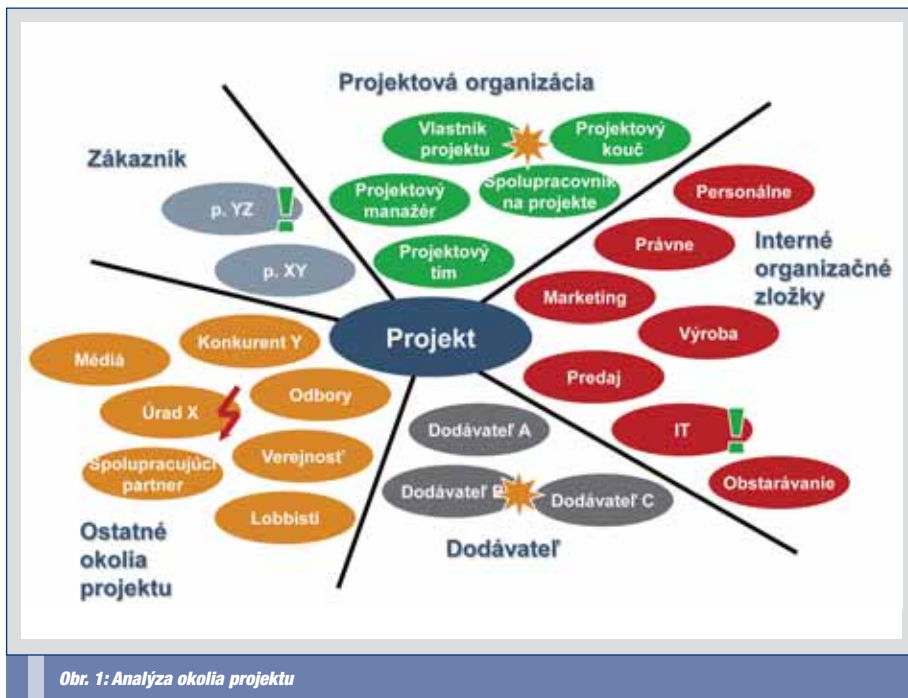 Projektová organizácia
Vlastník
projektu
Projektový
kouč
Projektový
manažér
Spolupracovník
na projekte
Projektový
tím
Zákazník
p. YZ
p. XY
Personálne
Právne
Interné
organizačné
zložky
Marketing
Výroba
Predaj
IT
Obstarávanie
Projekt
Médiá
Konkurent Y
Úrad X
Odbory
Spolupracujúci
partner
Verejnosť
Lobbisti
Ostatné
okolia
projektu
Dodávateľ A
Dodávateľ
Dodávateľ C
Dodávateľ
Obr. 1: Analýza okolia projektu